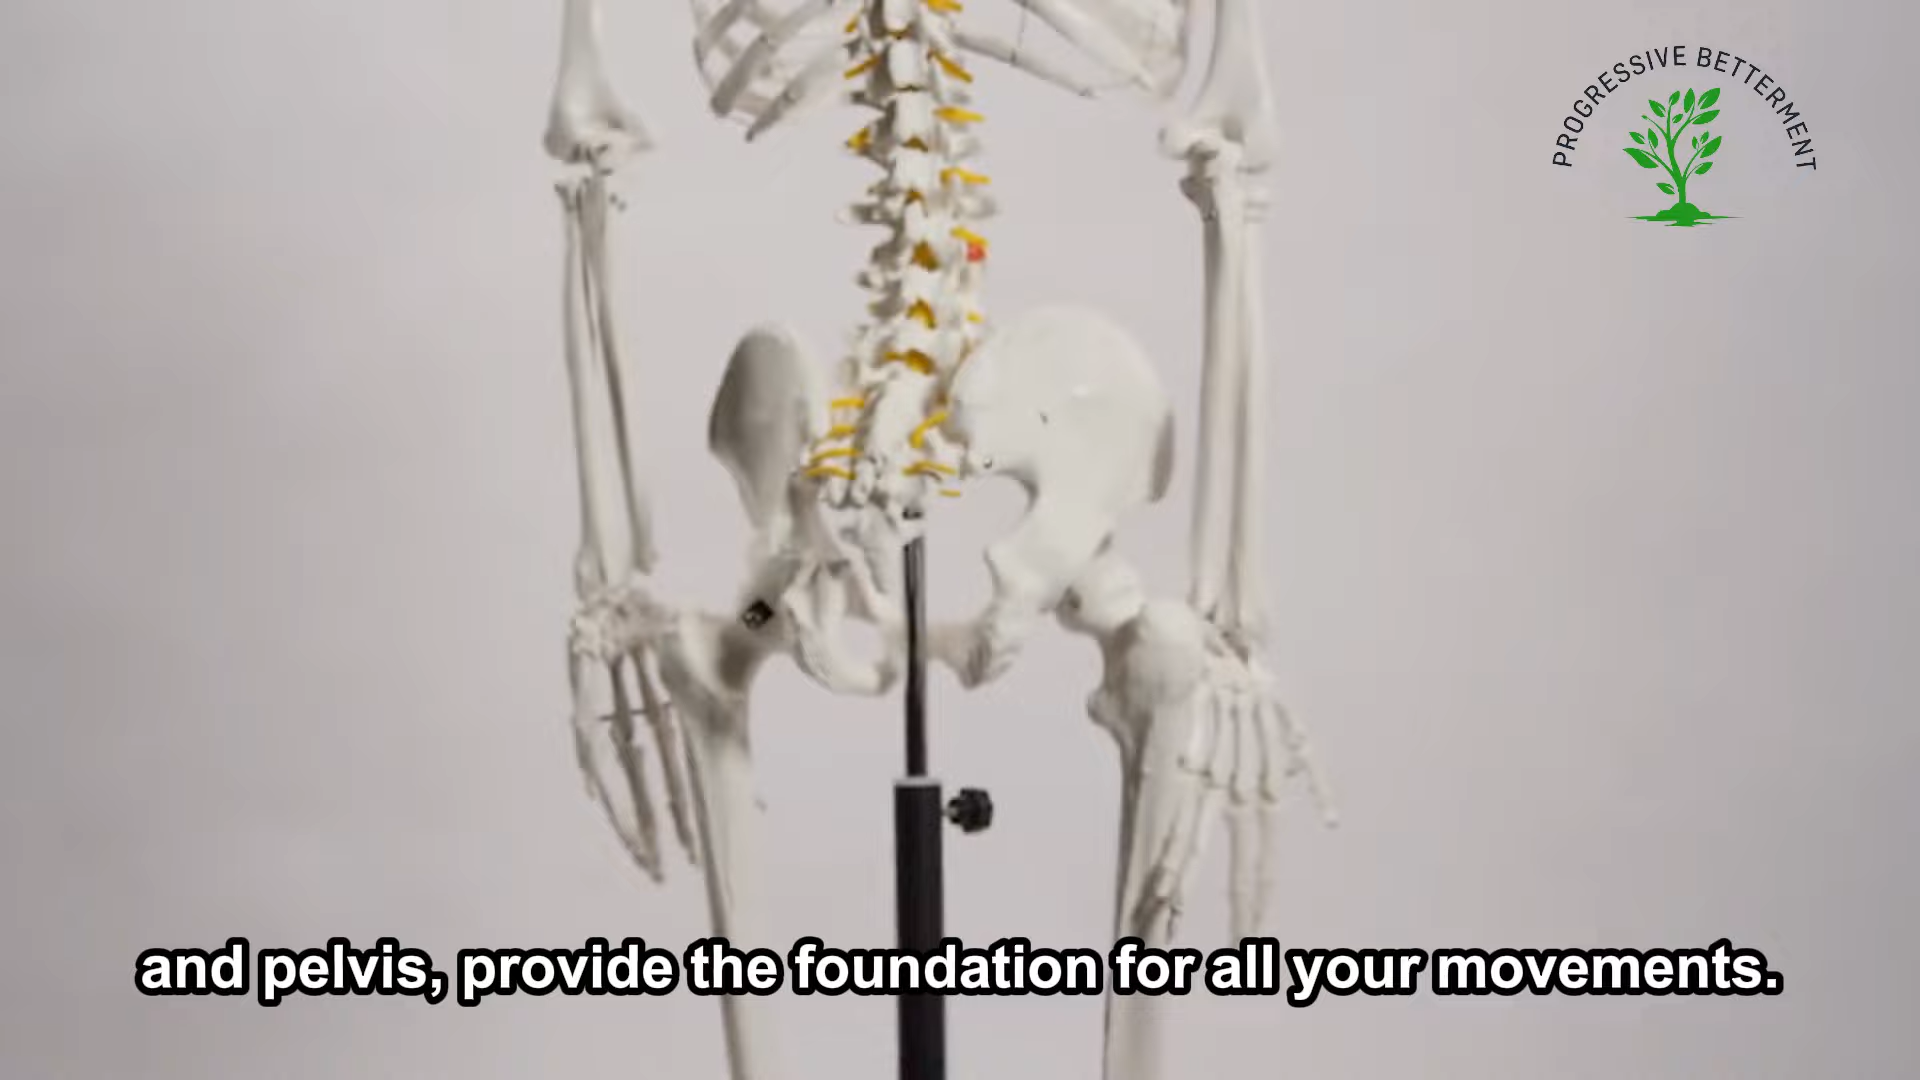 PROGRESSIVE BETTERMENT
and pelvis, provide the foundation for all your movements.